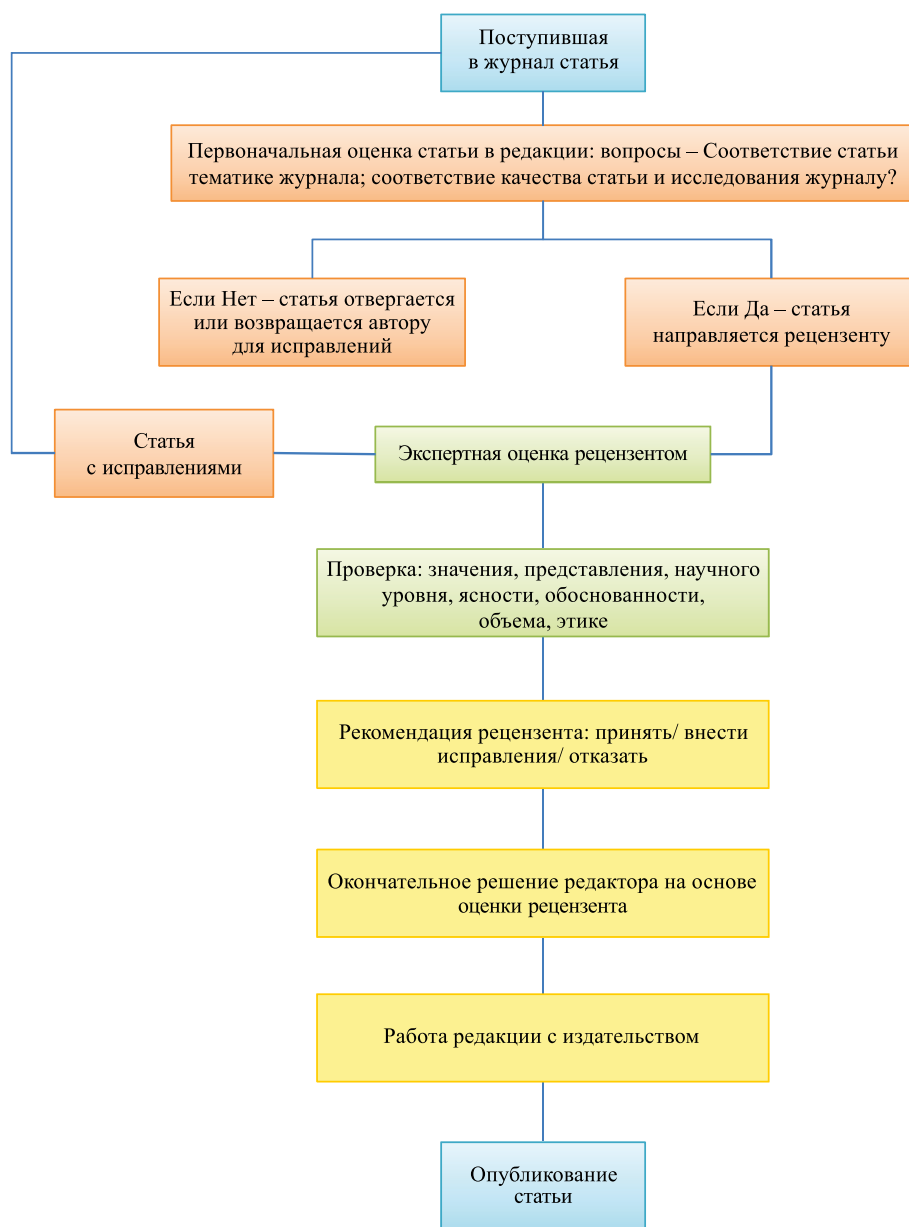 Поступившая
в журнал статья
Первоначальная оценка статьи в редакции: вопросы – Соответствие статьи
тематике журнала; соответствие качества статьи и исследования журналу?
Если Нет – статья отвергается
или возвращается автору
для исправлений
Если Да – статья
направляется рецензенту
Статья
с исправлениями
Экспертная оценка рецензентом
Проверка: значения, представления, научного
уровня, ясности, обоснованности,
объема, этике
Рекомендация рецензента: принять/ внести
исправления/ отказать
Окончательное решение редактора на основе
оценки рецензента
Работа редакции с издательством
Опубликование
статьи